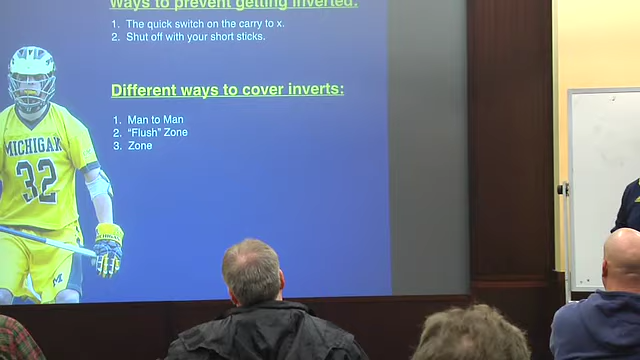 Ways to prevent getting inverted:
1. The quick switch on the carry to x.
2. Shut off with your short sticks.
Different ways to cover inverts:
1. Man to Man
2. "Flush" Zone
3. Zone
MICHIGAN
32
M